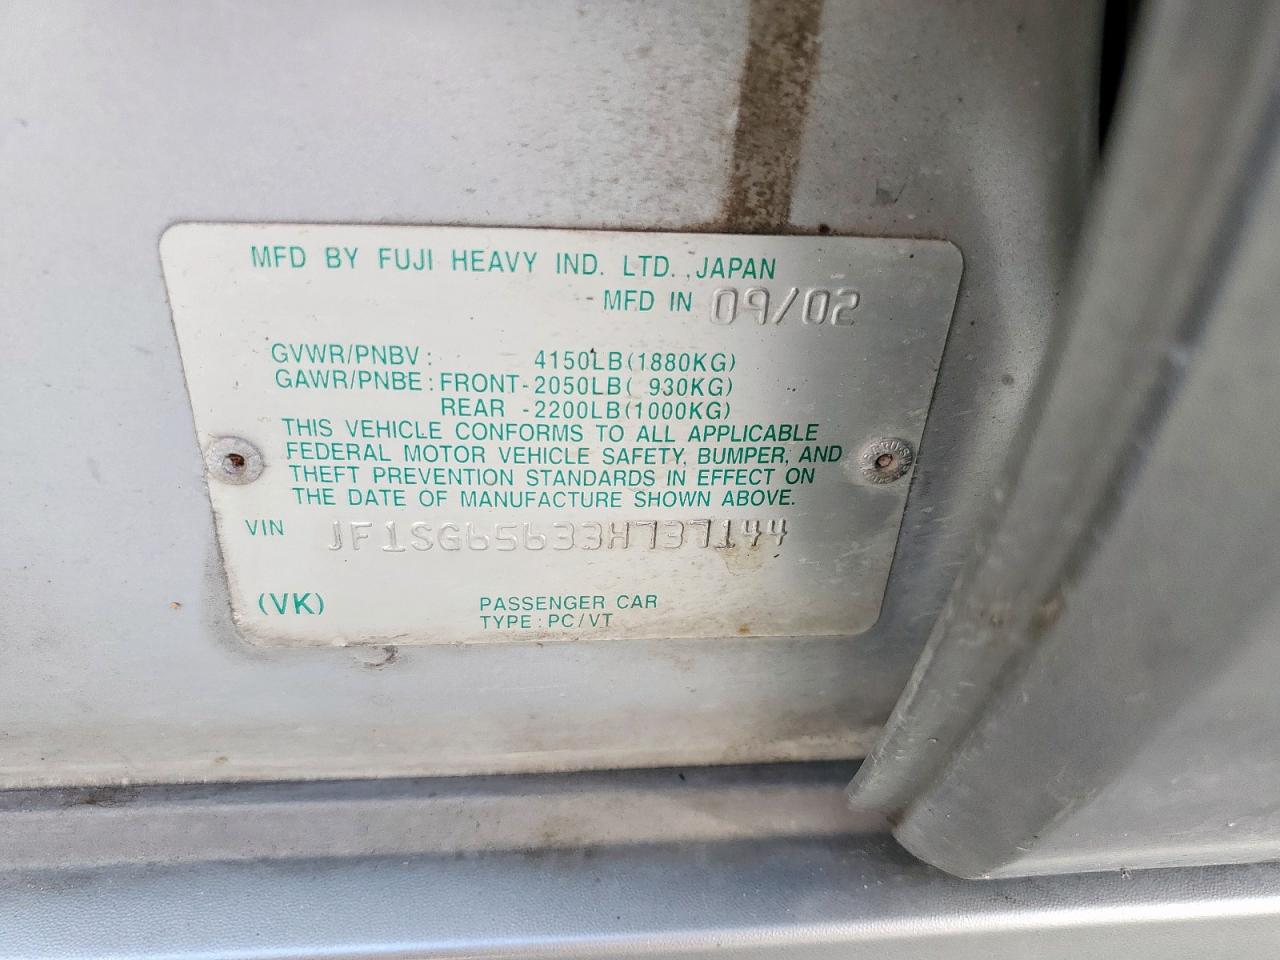 MFD BY FUJI HEAVY IND. LTD., JAPAN
MFD IN 09/02
GVWR/PNBV: 4150LB(1880KG)
GAWR/PNBE: FRONT-2050LB( 930KG)
REAR -2200LB(1000KG)
THIS VEHICLE CONFORMS TO ALL APPLICABLE
FEDERAL MOTOR VEHICLE SAFETY, BUMPER, AND
THEFT PREVENTION STANDARDS IN EFFECT ON
THE DATE OF MANUFACTURE SHOWN ABOVE.
VIN JF1SG65633H737144
(VK) PASSENGER CAR
TYPE: PC/VT